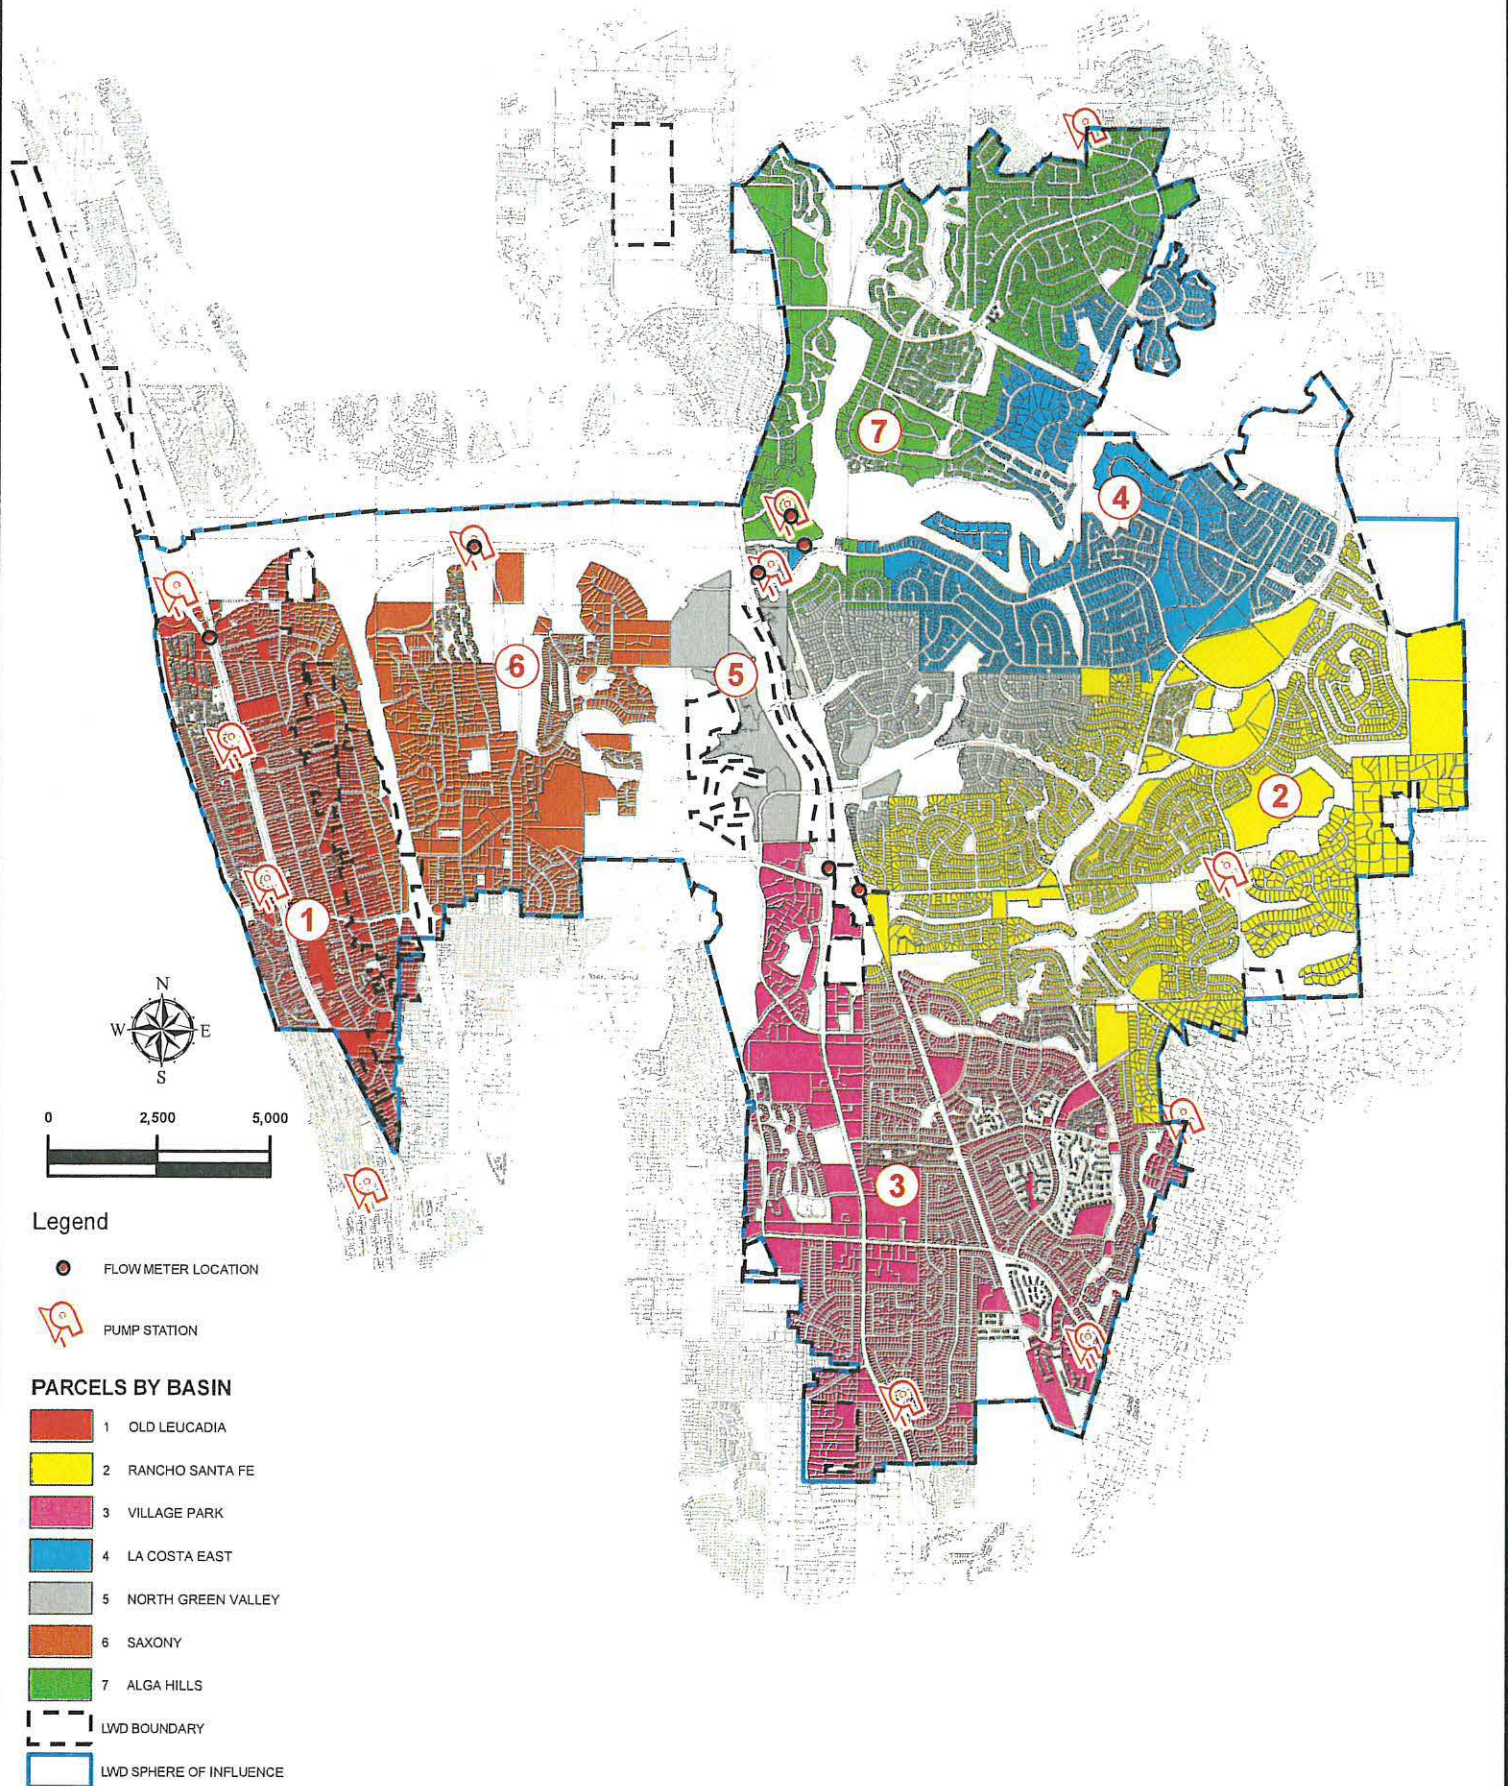 7
4
6
5
2
1
3
N
W E
S
0 2,500 5,000
Legend
FLOW METER LOCATION
PUMP STATION
PARCELS BY BASIN
1 OLD LEUCADIA
2 RANCHO SANTA FE
3 VILLAGE PARK
4 LA COSTA EAST
5 NORTH GREEN VALLEY
6 SAXONY
7 ALGA HILLS
LWD BOUNDARY
LWD SPHERE OF INFLUENCE